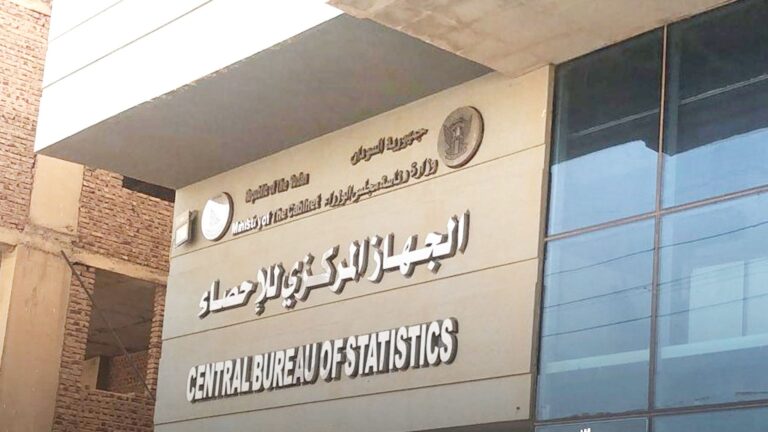 جمهورية السودان
Republic of The Sudan
وزارة رئاسة مجلس الوزراء
Ministry of The Cabinet
الجهاز المركزي للإحصاء
CENTRAL BUREAU OF STATISTICS